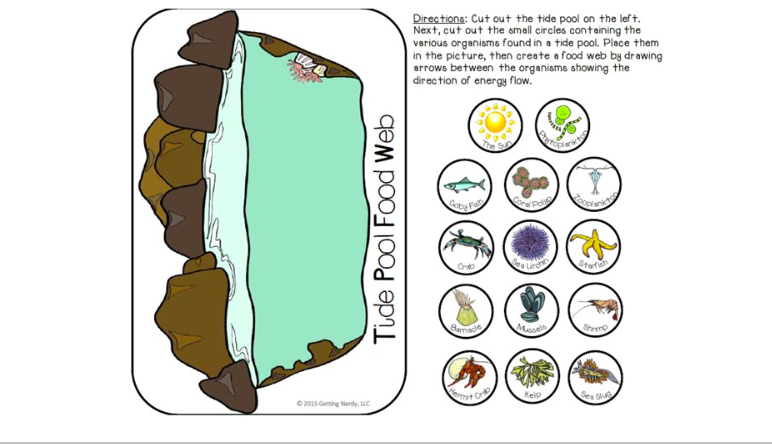 Directions: Cut out the tide pool on the left.
Next, cut out the small circles containing the
various organisms found in a tide pool. Place them
in the picture, then create a food web by drawing
arrows between the organisms showing the
direction of energy flow.
Tide Pool Food Web
The Sun
Phytoplankton
Goby Fish
Coral Polyp
Zooplankton
Crab
Sea Urchin
Starfish
Barnacle
Mussels
Shrimp
Hermit Crab
Kelp
Sea Slug
© 2015 Getting Nerdy, LLC